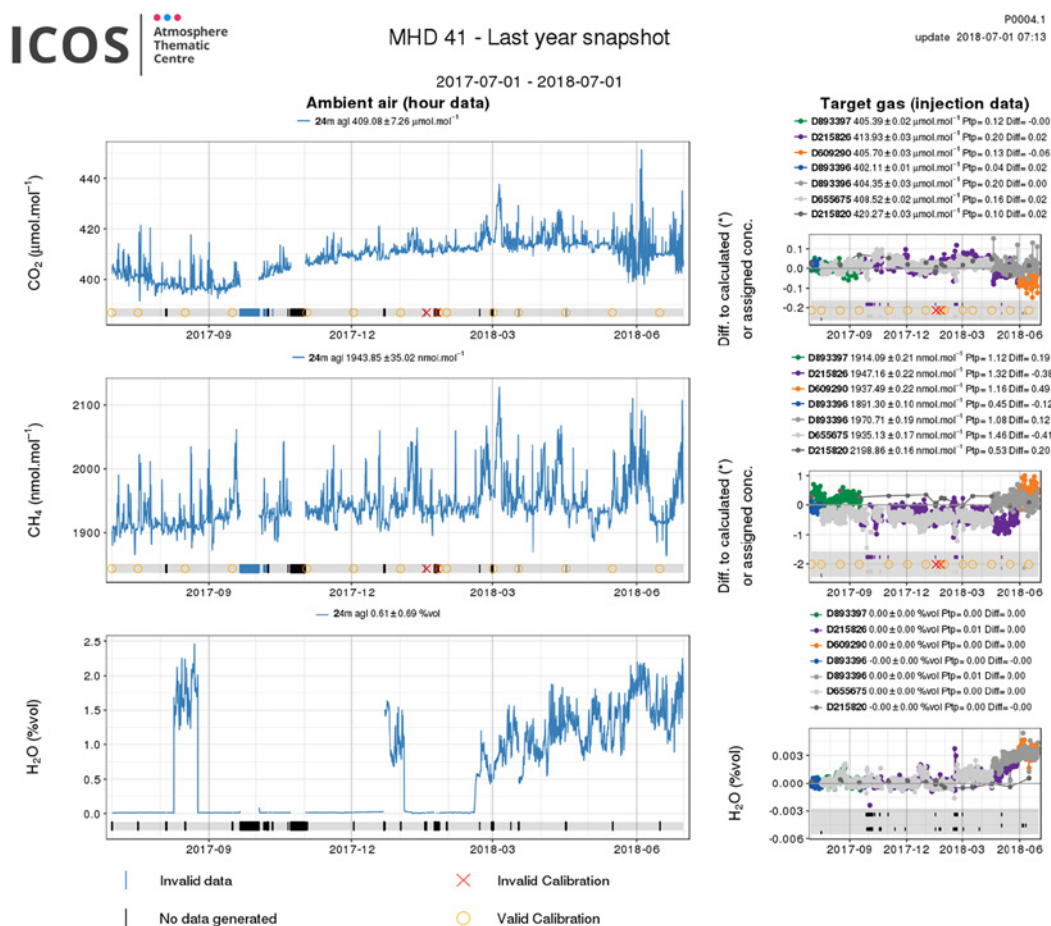 ICOS
Atmosphere
Thematic
Centre
MHD 41 - Last year snapshot
2017-07-01 - 2018-07-01
P0004.1
update 2018-07-01 07:13
Ambient air (hour data)
24m agl 409.08±7.26 μmol.mol⁻¹
CO₂ (μmol.mol⁻¹)
440
420
400
2017-09
2017-12
2018-03
2018-06
24m agl 1943.85±35.02 nmol.mol⁻¹
CH₄ (nmol.mol⁻¹)
2100
2000
1900
2017-09
2017-12
2018-03
2018-06
24m agl 0.61±0.69 %vol
H₂O (%vol)
2.5
2.0
1.5
1.0
0.5
0.0
2017-09
2017-12
2018-03
2018-06
Target gas (injection data)
D893397 405.39±0.02 μmol.mol⁻¹ Ptp= 0.12 Diff= -0.00
D215826 413.93±0.03 μmol.mol⁻¹ Ptp= 0.20 Diff= 0.02
D609290 405.70±0.03 μmol.mol⁻¹ Ptp= 0.13 Diff= -0.06
D893396 402.11±0.01 μmol.mol⁻¹ Ptp= 0.04 Diff= 0.02
D893396 404.35±0.03 μmol.mol⁻¹ Ptp= 0.20 Diff= 0.00
D655675 408.52±0.02 μmol.mol⁻¹ Ptp= 0.16 Diff= 0.02
D215820 420.27±0.03 μmol.mol⁻¹ Ptp= 0.10 Diff= 0.02
Diff. to calculated (*)
or assigned conc.
0.1
0.0
-0.1
-0.2
2017-09
2017-12
2018-03
2018-06
D893397 1914.09±0.21 nmol.mol⁻¹ Ptp= 1.12 Diff= 0.19
D215826 1947.16±0.22 nmol.mol⁻¹ Ptp= 1.32 Diff= -0.38
D609290 1937.49±0.22 nmol.mol⁻¹ Ptp= 1.16 Diff= 0.49
D893396 1891.30±0.10 nmol.mol⁻¹ Ptp= 0.45 Diff= -0.12
D893396 1970.71±0.19 nmol.mol⁻¹ Ptp= 1.08 Diff= 0.12
D655675 1935.13±0.17 nmol.mol⁻¹ Ptp= 1.46 Diff= -0.41
D215820 2198.86±0.16 nmol.mol⁻¹ Ptp= 0.53 Diff= 0.20
Diff. to calculated (*)
or assigned conc.
1
0
-1
-2
2017-09
2017-12
2018-03
2018-06
D893397 0.00±0.00 %vol Ptp= 0.00 Diff= 0.00
D215826 0.00±0.00 %vol Ptp= 0.01 Diff= 0.00
D609290 0.00±0.00 %vol Ptp= 0.00 Diff= 0.00
D893396 -0.00±0.00 %vol Ptp= 0.00 Diff= -0.00
D893396 0.00±0.00 %vol Ptp= 0.01 Diff= 0.00
D655675 0.00±0.00 %vol Ptp= 0.00 Diff= 0.00
D215820 -0.00±0.00 %vol Ptp= 0.00 Diff= -0.00
H₂O (%vol)
0.003
0.000
-0.003
-0.006
2017-09
2017-12
2018-03
2018-06
Invalid data
Invalid Calibration
No data generated
Valid Calibration